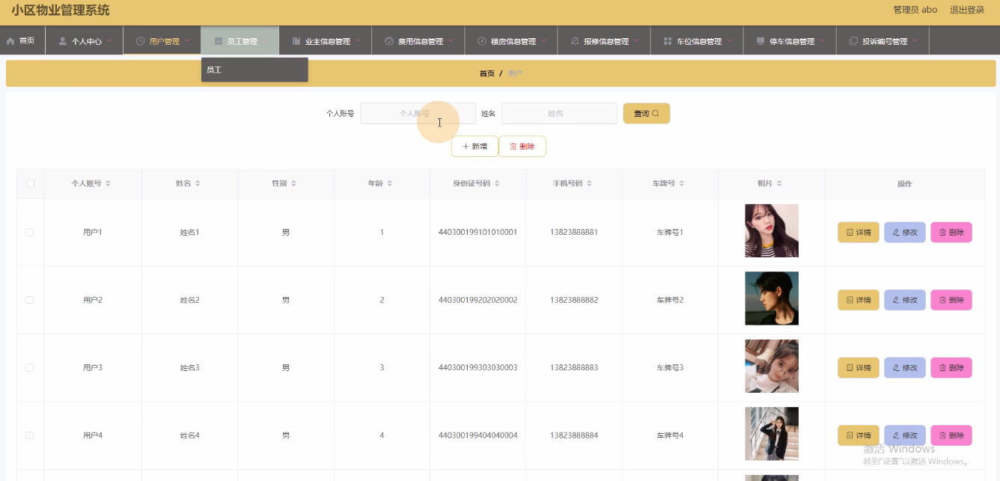 小区物业管理系统 管理员 abo 退出登录
首页 个人中心 用户管理 员工管理 业主信息管理 费用信息管理 楼房信息管理 报修信息管理 车位信息管理 停车信息管理 投诉编号管理
员工
首页 / 用户
个人账号 个人账号 姓名 姓名 查询
+ 新增 删除
个人账号 姓名 性别 年龄 身份证号码 手机号码 车牌号 相片 操作
用户1 姓名1 男 1 440300199101010001 13823888881 车牌号1 详情 修改 删除
用户2 姓名2 男 2 440300199202020002 13823888882 车牌号2 详情 修改 删除
用户3 姓名3 男 3 440300199303030003 13823888883 车牌号3 详情 修改 删除
用户4 姓名4 男 4 440300199404040004 13823888884 车牌号4 详情 修改 删除
激活 Windows
转到"设置"以激活 Windows。